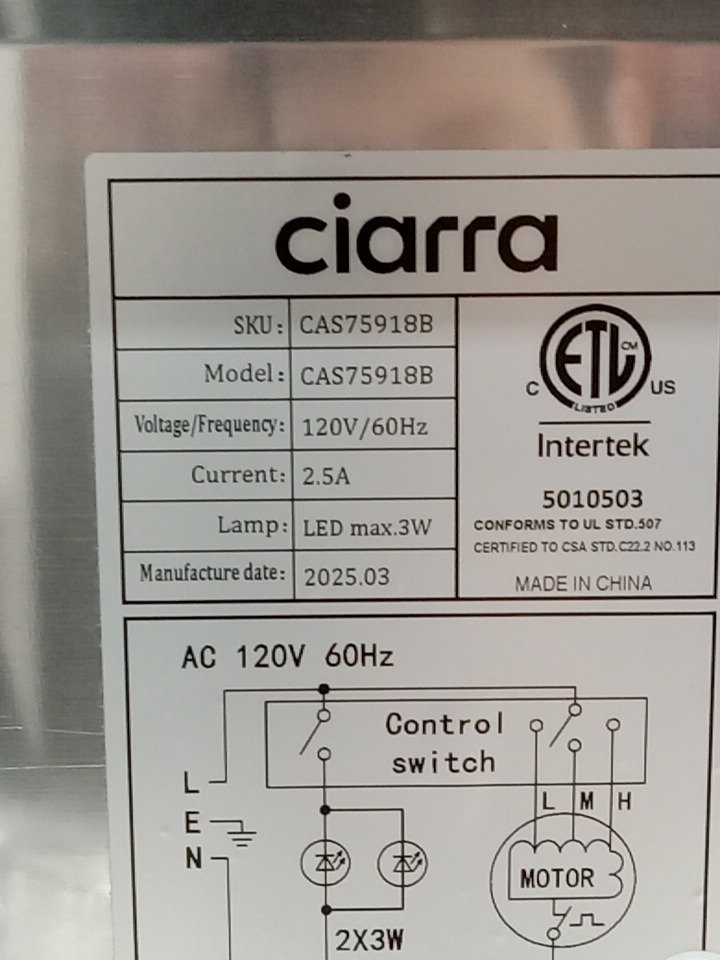 ciarra
SKU: CAS75918B
Model: CAS75918B
Voltage/Frequency: 120V/60Hz
Current: 2.5A
Lamp: LED max.3W
Manufacture date: 2025.03
ETL CM
C US
LISTED
Intertek
5010503
CONFORMS TO UL STD.507
CERTIFIED TO CSA STD.C22.2 NO.113
MADE IN CHINA
AC 120V 60Hz
Control
switch
L
L M H
E
N
MOTOR
2X3W